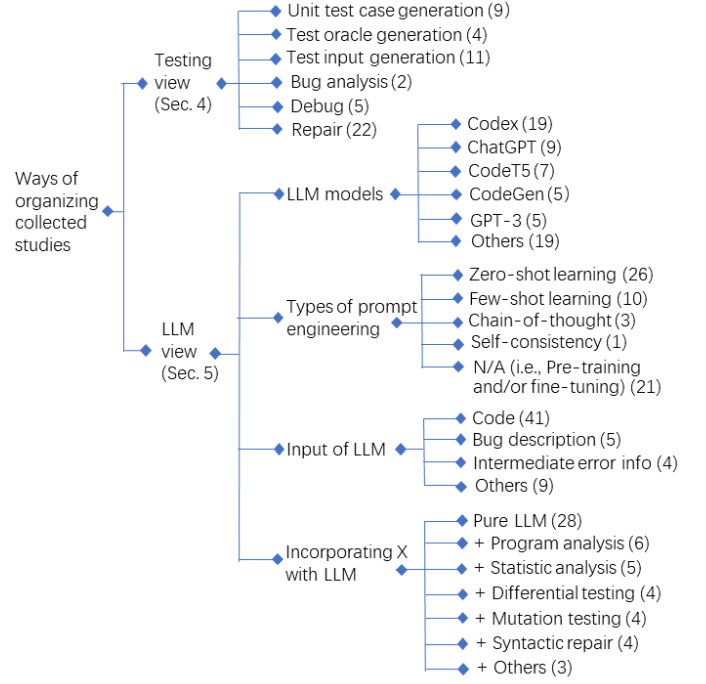 Ways of
organizing
collected
studies
Testing
view
(Sec. 4)
Unit test case generation (9)
Test oracle generation (4)
Test input generation (11)
Bug analysis (2)
Debug (5)
Repair (22)
LLM
view
(Sec. 5)
LLM models
Codex (19)
ChatGPT (9)
CodeT5 (7)
CodeGen (5)
GPT-3 (5)
Others (19)
Types of prompt
engineering
Zero-shot learning (26)
Few-shot learning (10)
Chain-of-thought (3)
Self-consistency (1)
N/A (i.e., Pre-training
and/or fine-tuning) (21)
Input of LLM
Code (41)
Bug description (5)
Intermediate error info (4)
Others (9)
Incorporating X
with LLM
Pure LLM (28)
+ Program analysis (6)
+ Statistic analysis (5)
+ Differential testing (4)
+ Mutation testing (4)
+ Syntactic repair (4)
+ Others (3)